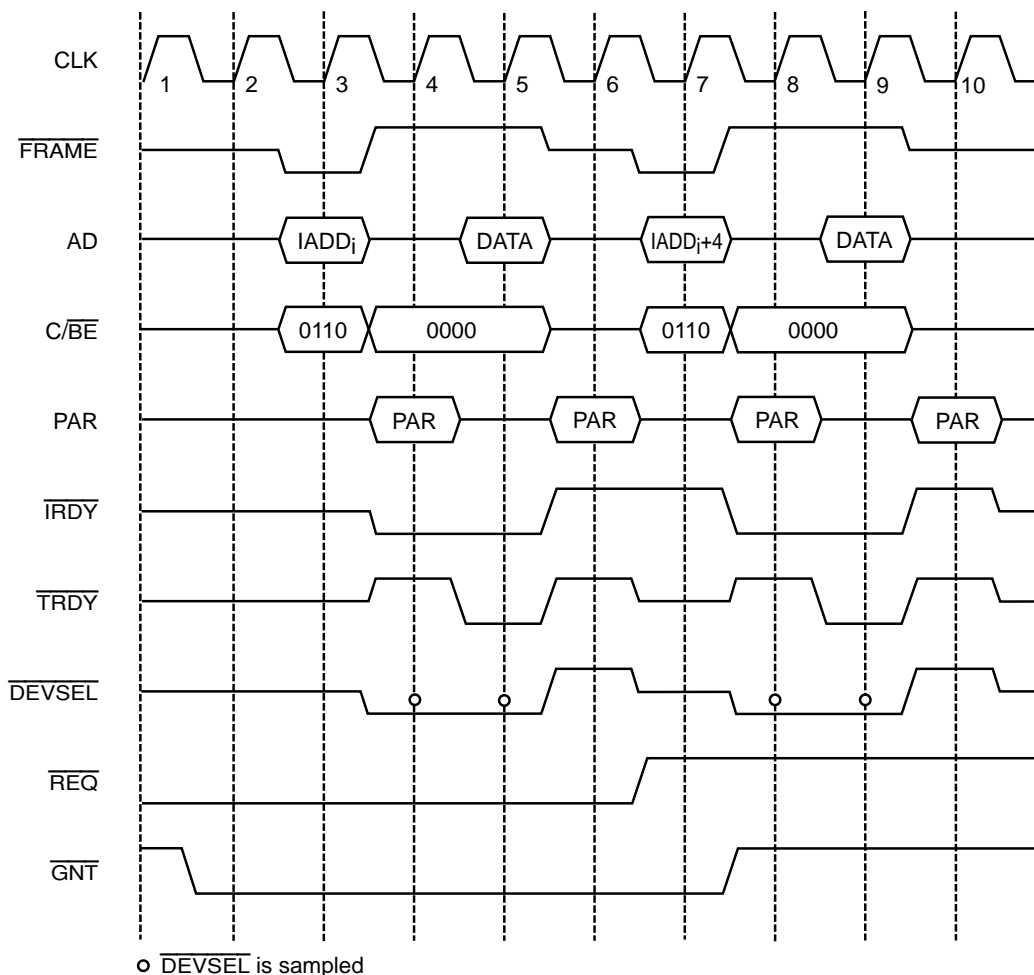 CLK
1 2 3 4 5 6 7 8 9 10
FRAME
AD
IADDi DATA IADDi+4 DATA
C/BE
0110 0000 0110 0000
PAR
PAR PAR PAR PAR
IRDY
TRDY
DEVSEL
REQ
GNT
DEVSEL is sampled